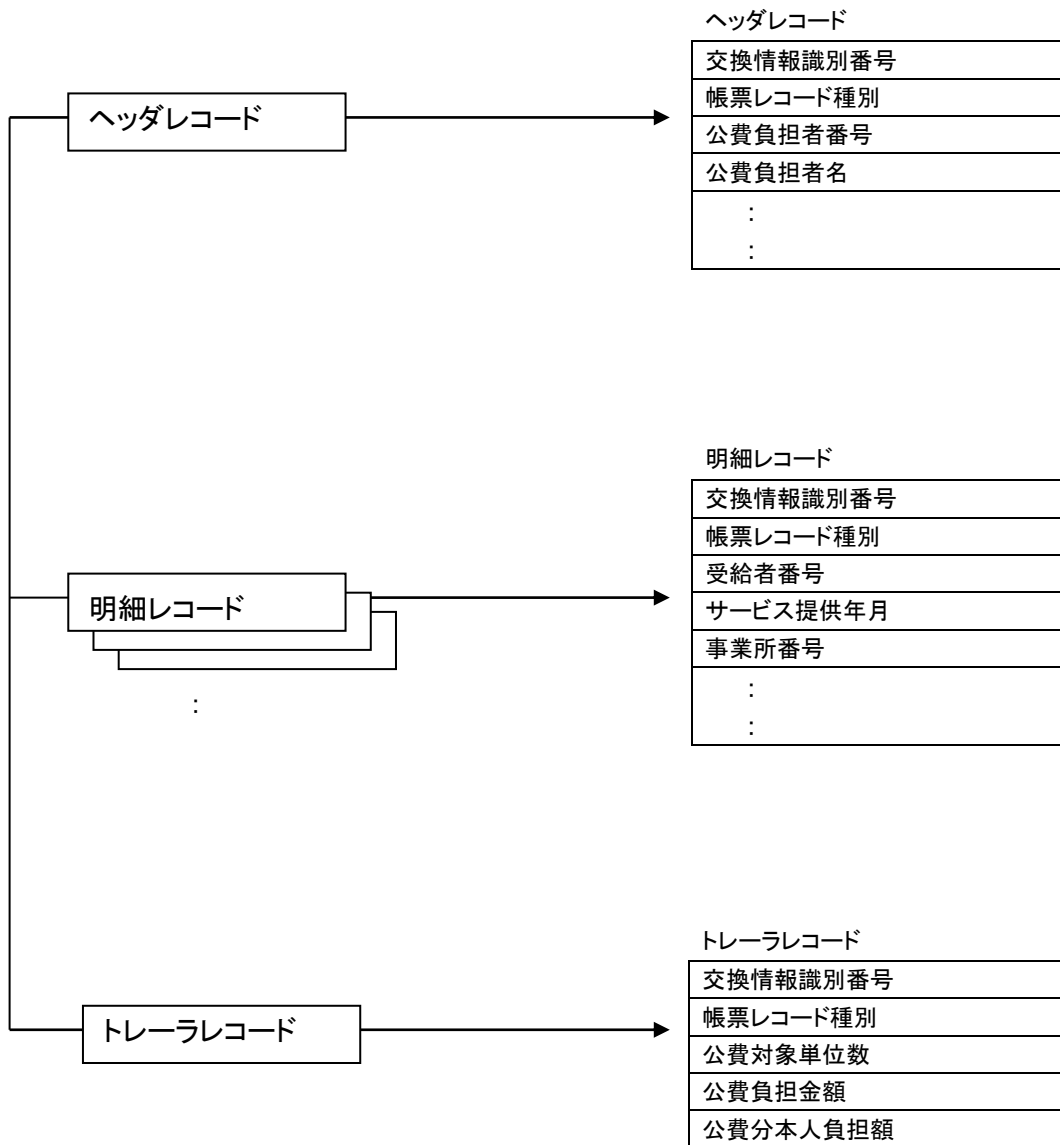 ヘッダレコード
ヘッダレコード
交換情報識別番号
帳票レコード種別
公費負担者番号
公費負担者名
:
:
明細レコード
:
明細レコード
交換情報識別番号
帳票レコード種別
受給者番号
サービス提供年月
事業所番号
:
:
トレーラレコード
トレーラレコード
交換情報識別番号
帳票レコード種別
公費対象単位数
公費負担金額
公費分本人負担額